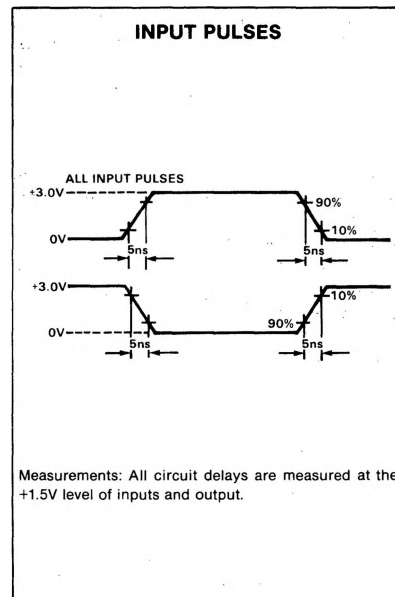 INPUT PULSES
ALL INPUT PULSES
+3.0V
90%
10%
0V
5ns
5ns
+3.0V
10%
0V
90%
5ns
5ns
Measurements: All circuit delays are measured at the
+1.5V level of inputs and output.